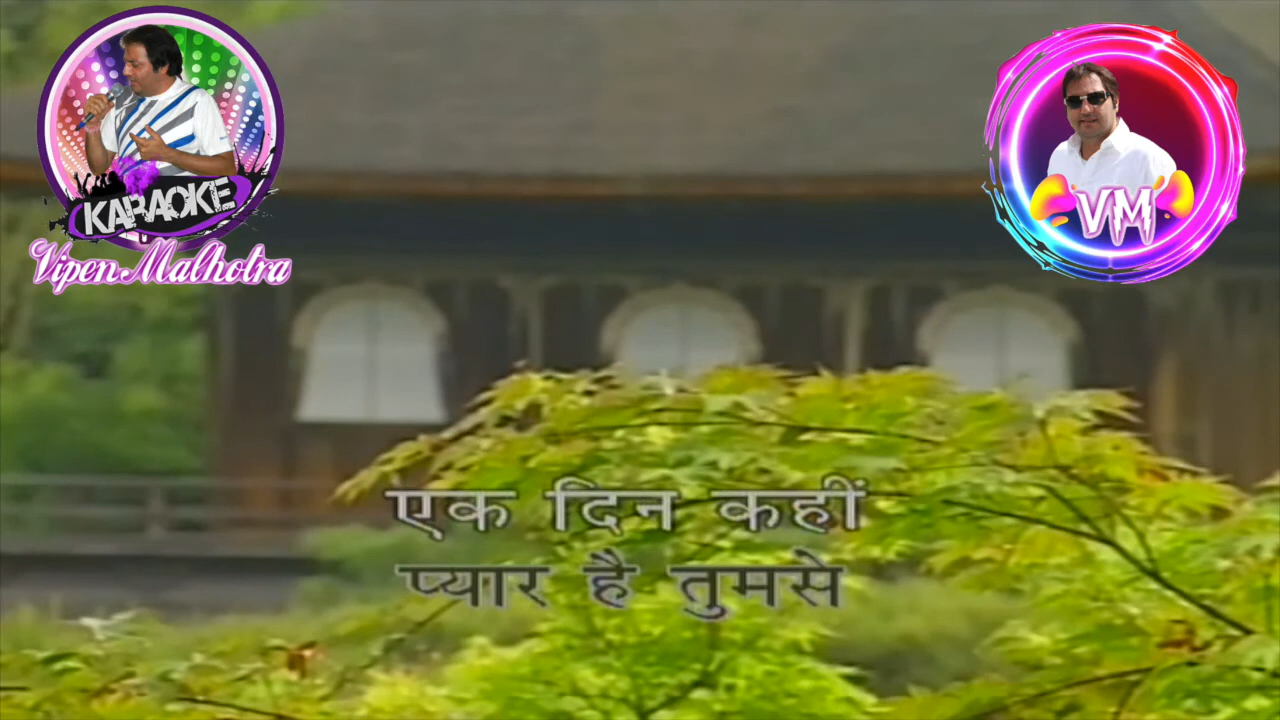 KARAOKE
Vipen Malhotra
VM
एक दिन कहीं
प्यार है तुमसे